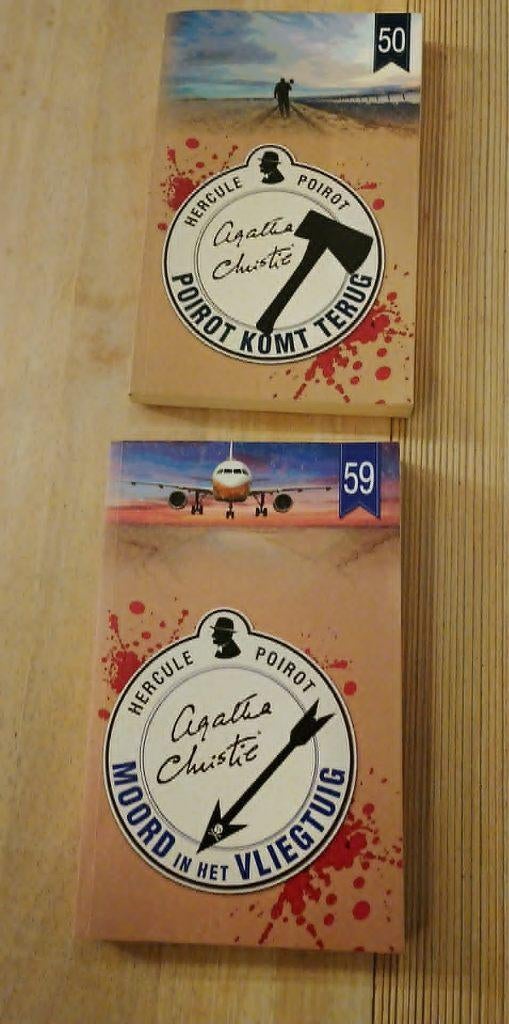 50
HERCULE POIROT
Agatha
Christie
POIROT KOMT TERUG
59
HERCULE POIROT
Agatha
Christie
MOORD IN HET VLIEGTUIG